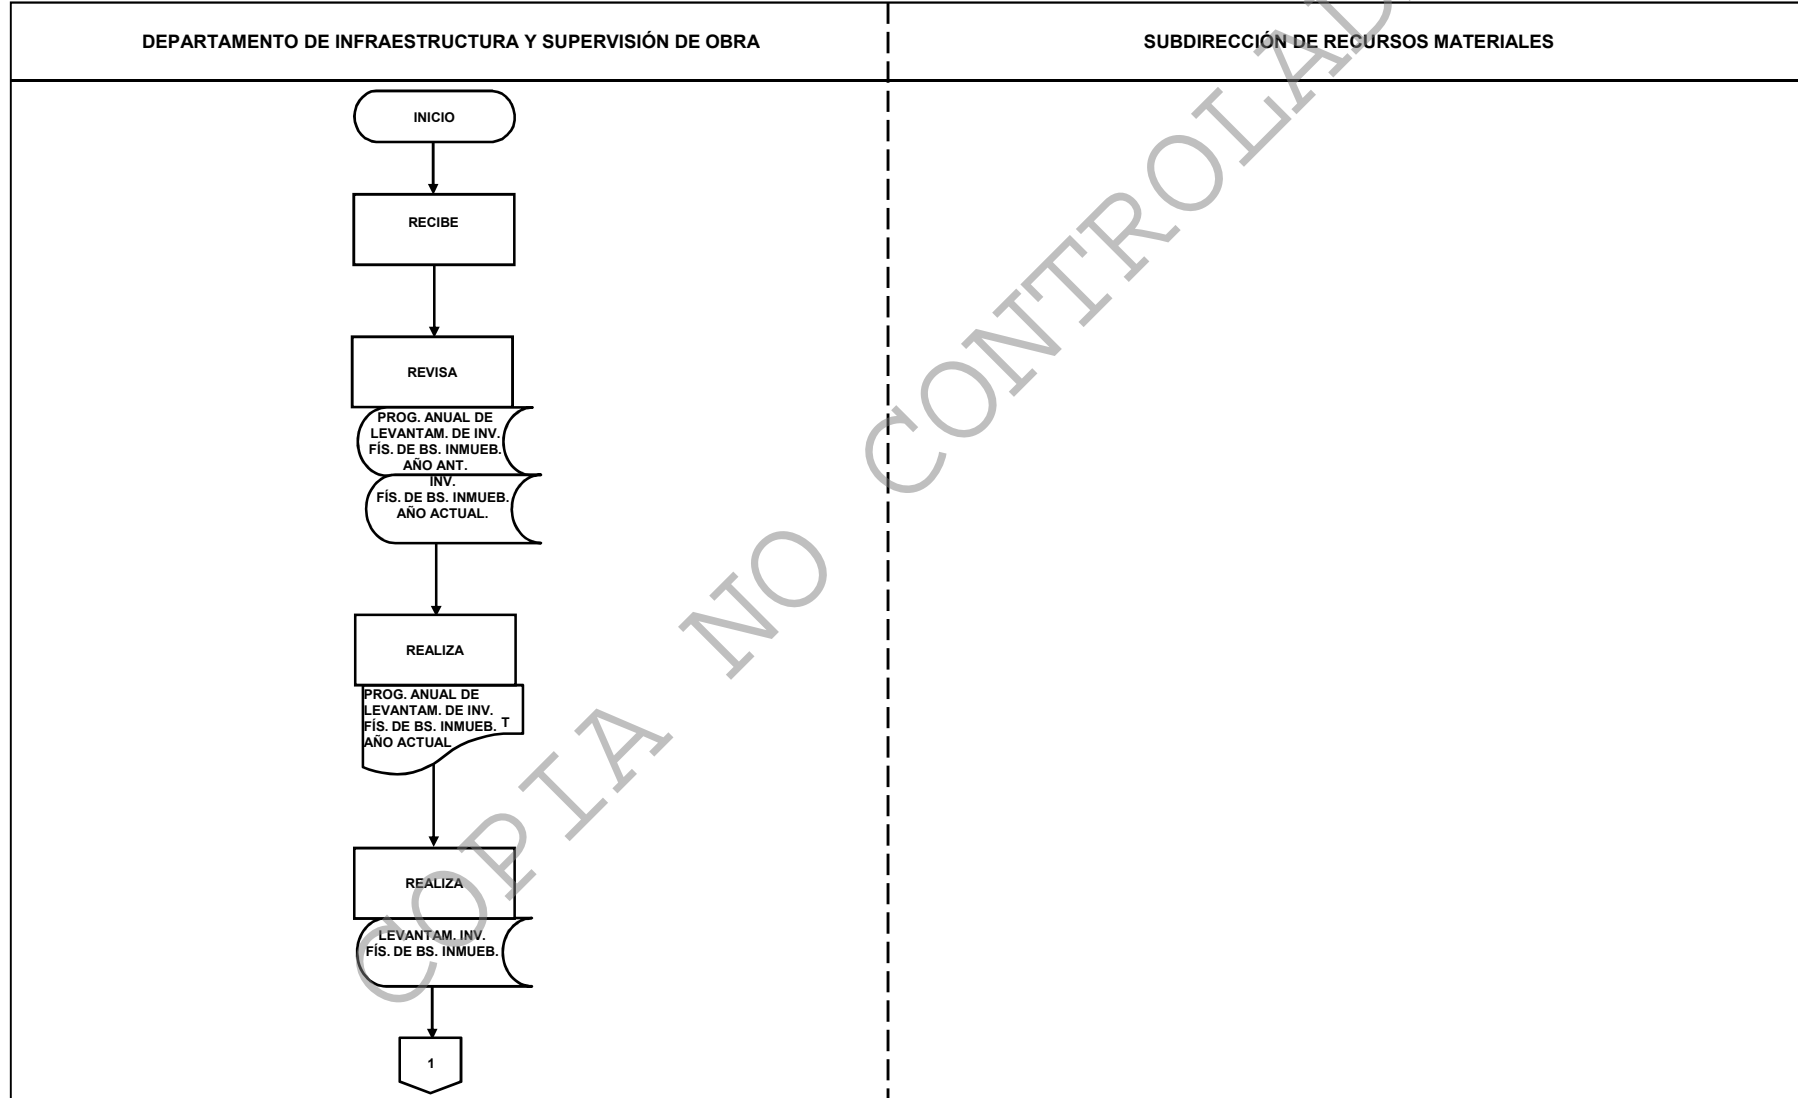 DEPARTAMENTO DE INFRAESTRUCTURA Y SUPERVISIÓN DE OBRA
SUBDIRECCIÓN DE RECURSOS MATERIALES
INICIO
RECIBE
REVISA
PROG. ANUAL DE
LEVANTAM. DE INV.
FÍS. DE BS. INMUEB.
AÑO ANT.
INV.
FÍS. DE BS. INMUEB.
AÑO ACTUAL.
REALIZA
PROG. ANUAL DE
LEVANTAM. DE INV.
FÍS. DE BS. INMUEB. T
AÑO ACTUAL
REALIZA
LEVANTAM. INV.
FÍS. DE BS. INMUEB.
1
COPIA NO CONTROLAD